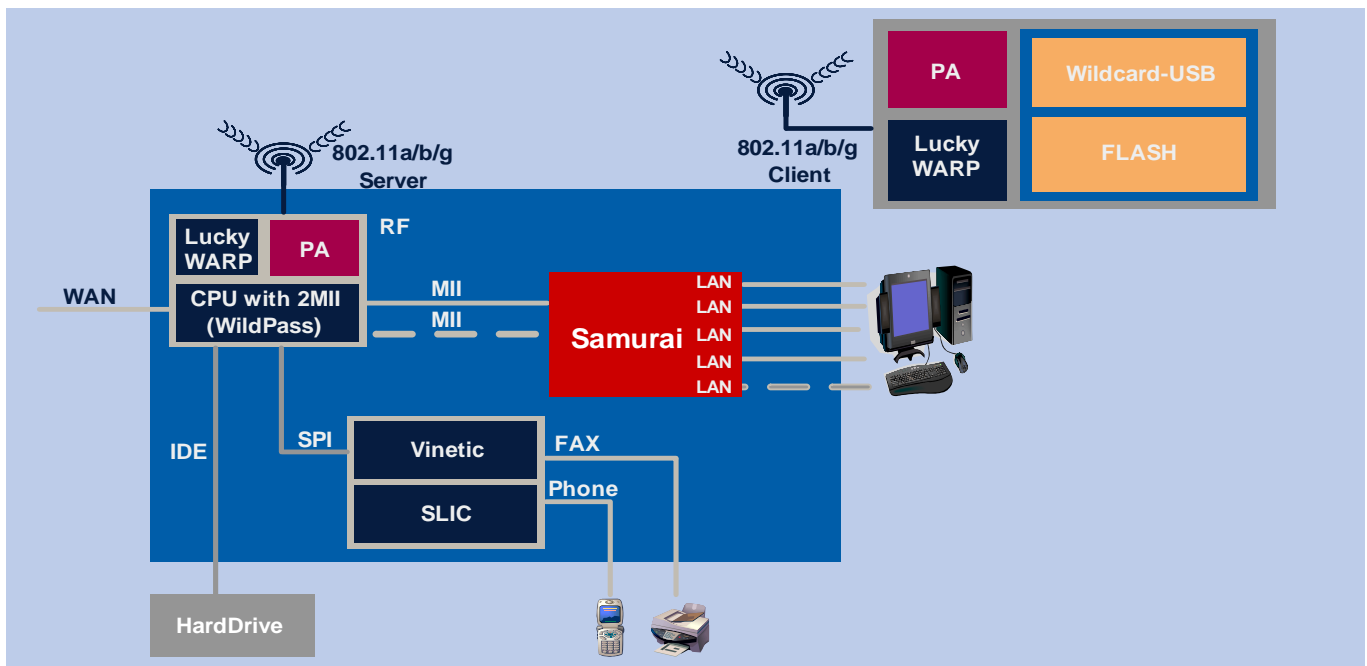 PA
Wildcard-USB
Lucky
WARP
FLASH
802.11a/b/g
Client
802.11a/b/g
Server
RF
Lucky
WARP
PA
WAN
CPU with 2MII
(WildPass)
MII
MII
Samurai
LAN
LAN
LAN
LAN
LAN
IDE
SPI
Vinetic
SLIC
FAX
Phone
HardDrive